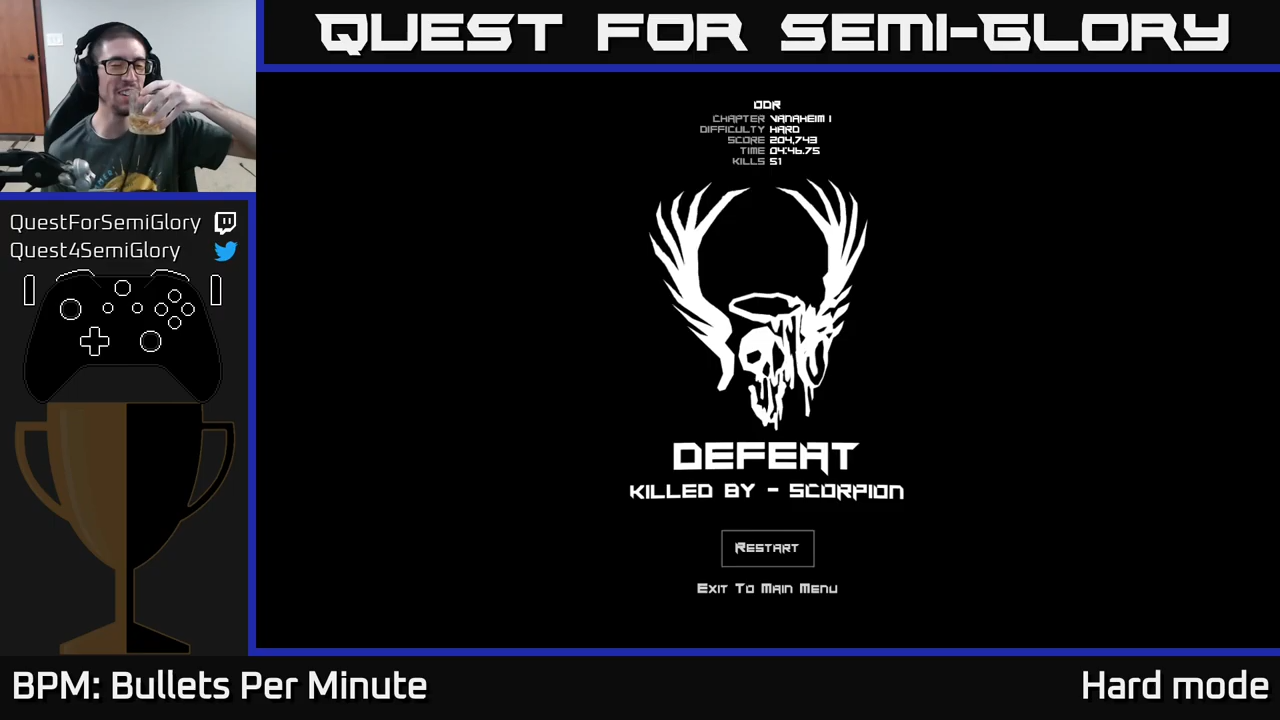 QUEST FOR SEMI-GLORY
QuestForSemiGlory
Quest4SemiGlory
ODR
CHAPTER VANAHEIM I
DIFFICULTY HARD
SCORE 204,743
TIME 04:46.75
KILLS 51
DEFEAT
KILLED BY - SCORPION
RESTART
EXIT TO MAIN MENU
BPM: Bullets Per Minute
Hard mode